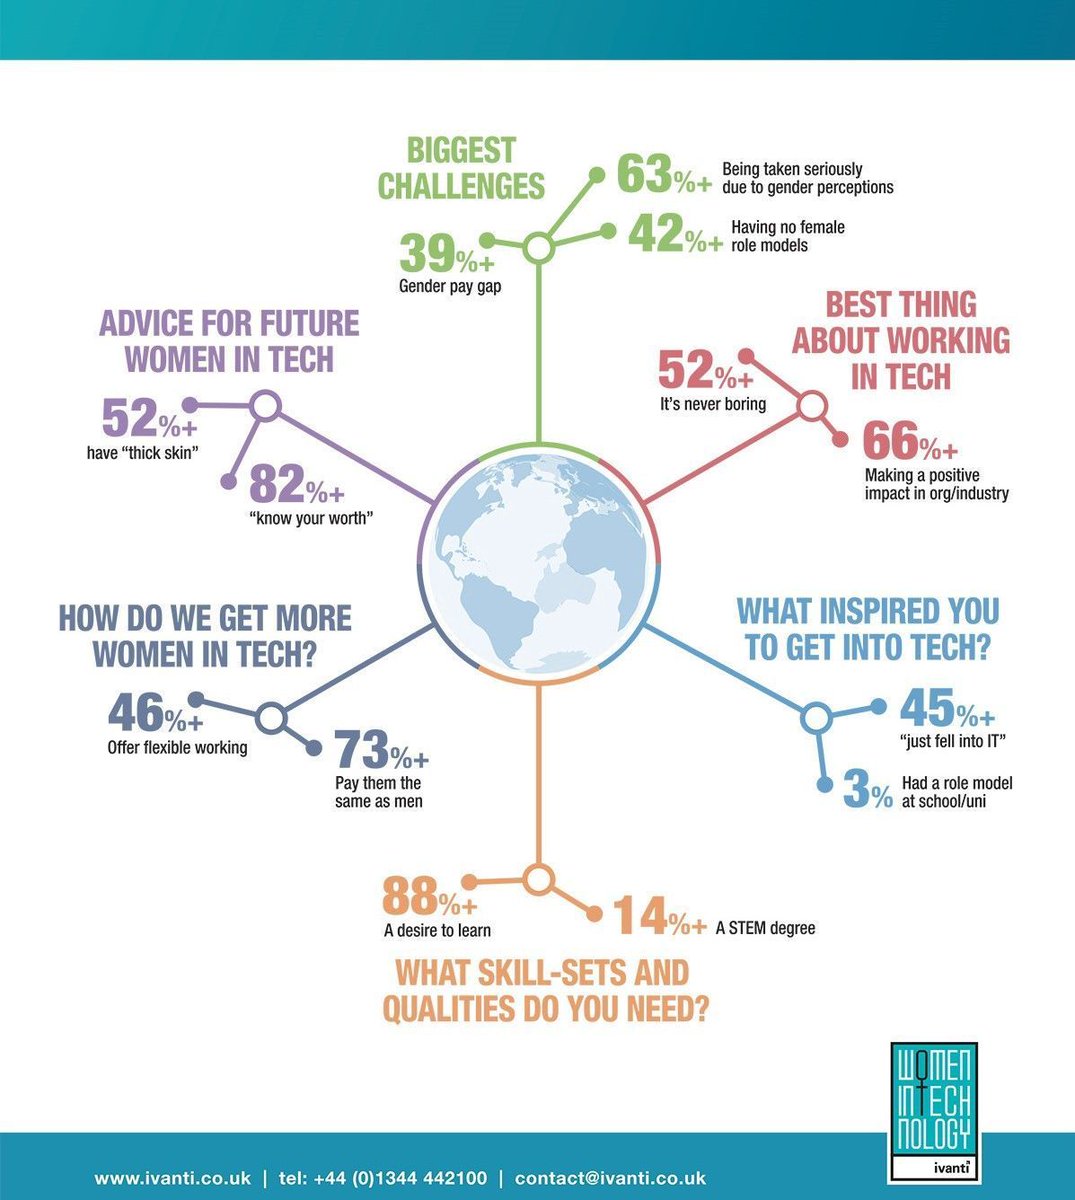 BIGGEST
CHALLENGES
63%+
Being taken seriously
due to gender perceptions
42%+
Having no female
role models
39%+
Gender pay gap
BEST THING
ABOUT WORKING
IN TECH
52%+
It's never boring
66%+
Making a positive
impact in org/industry
ADVICE FOR FUTURE
WOMEN IN TECH
52%+
have “thick skin”
82%+
“know your worth”
HOW DO WE GET MORE
WOMEN IN TECH?
46%+
Offer flexible working
73%+
Pay them the
same as men
WHAT INSPIRED YOU
TO GET INTO TECH?
45%+
“just fell into IT”
3%
Had a role model
at school/uni
88%+
A desire to learn
14%+
A STEM degree
WHAT SKILL-SETS AND
QUALITIES DO YOU NEED?
WOMEN
IN TECH
NOLOGY
ivanti
www.ivanti.co.uk | tel: +44 (0)1344 442100 | contact@ivanti.co.uk